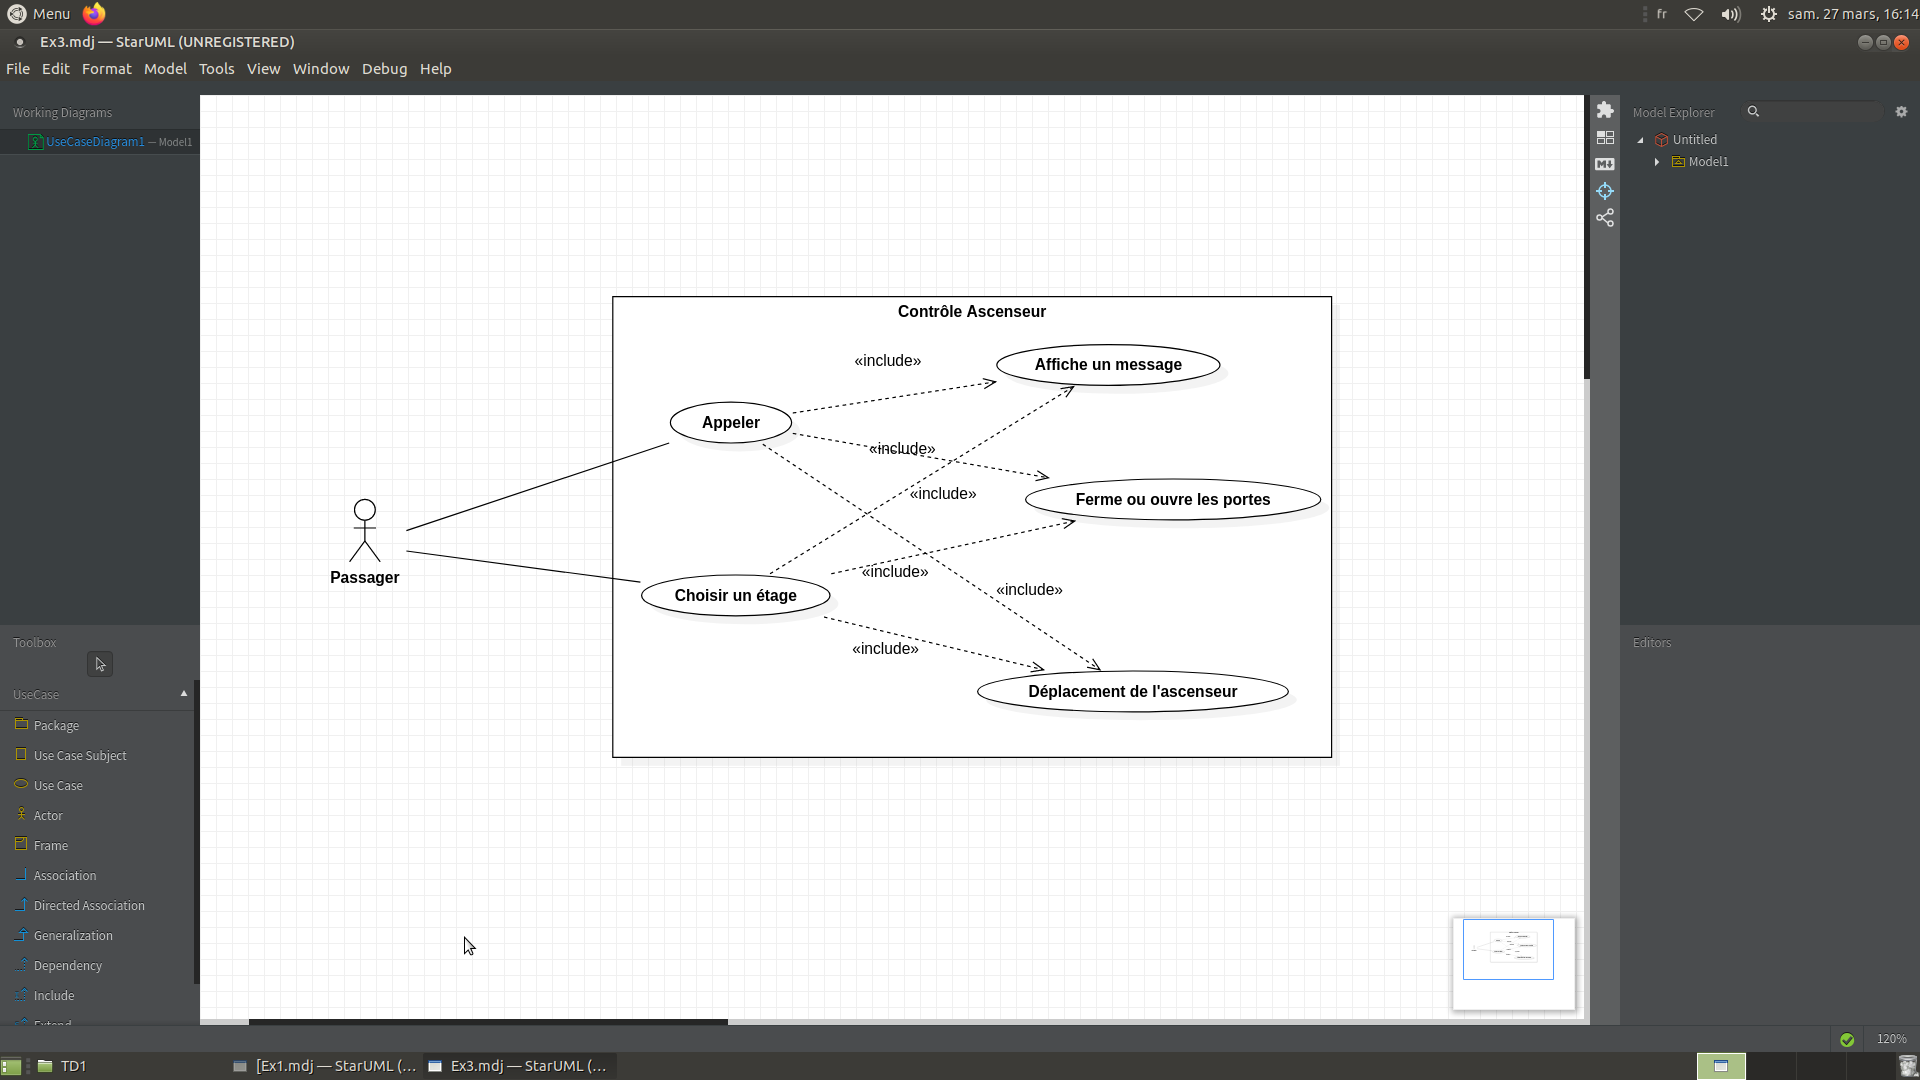 Menu
fr
sam. 27 mars, 16:14
Ex3.mdj — StarUML (UNREGISTERED)
File Edit Format Model Tools View Window Debug Help
Working Diagrams
UseCaseDiagram1 — Model1
Toolbox
UseCase
Package
Use Case Subject
Use Case
Actor
Frame
Association
Directed Association
Generalization
Dependency
Include
Extend
Contrôle Ascenseur
«include»
Affiche un message
Appeler
«include»
«include»
Ferme ou ouvre les portes
Passager
«include»
Choisir un étage
«include»
«include»
Déplacement de l'ascenseur
M↓
Model Explorer
Untitled
Model1
Editors
120%
TD1
[Ex1.mdj — StarUML (...
Ex3.mdj — StarUML (...